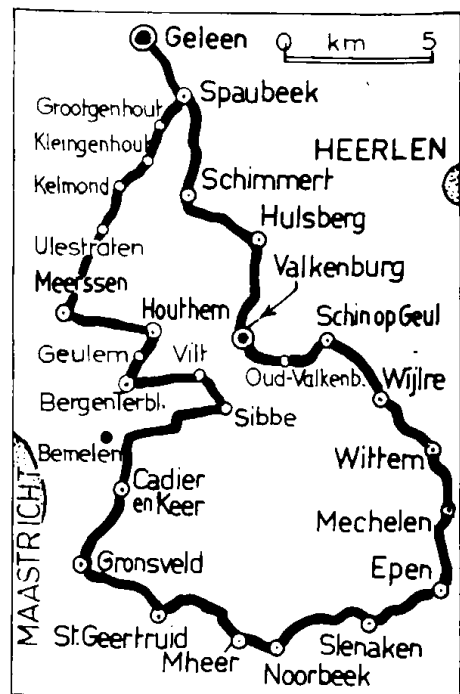 Geleen
0 km 5
Spaubeek
Grootgenhout
Kleingenhout
HEERLEN
Kelmond
Schimmert
Hulsberg
Ulestraten
Valkenburg
Meerssen
Houthem
Schin op Geul
Geulem
Vilt
Oud-Valkenb.
Wijlre
Bergenterbl.
Sibbe
Bemelen
Wittem
MAASTRICHT
Cadier
en Keer
Mechelen
Gronsveld
Epen
St. Geertruid
Slenaken
Mheer
Noorbeek